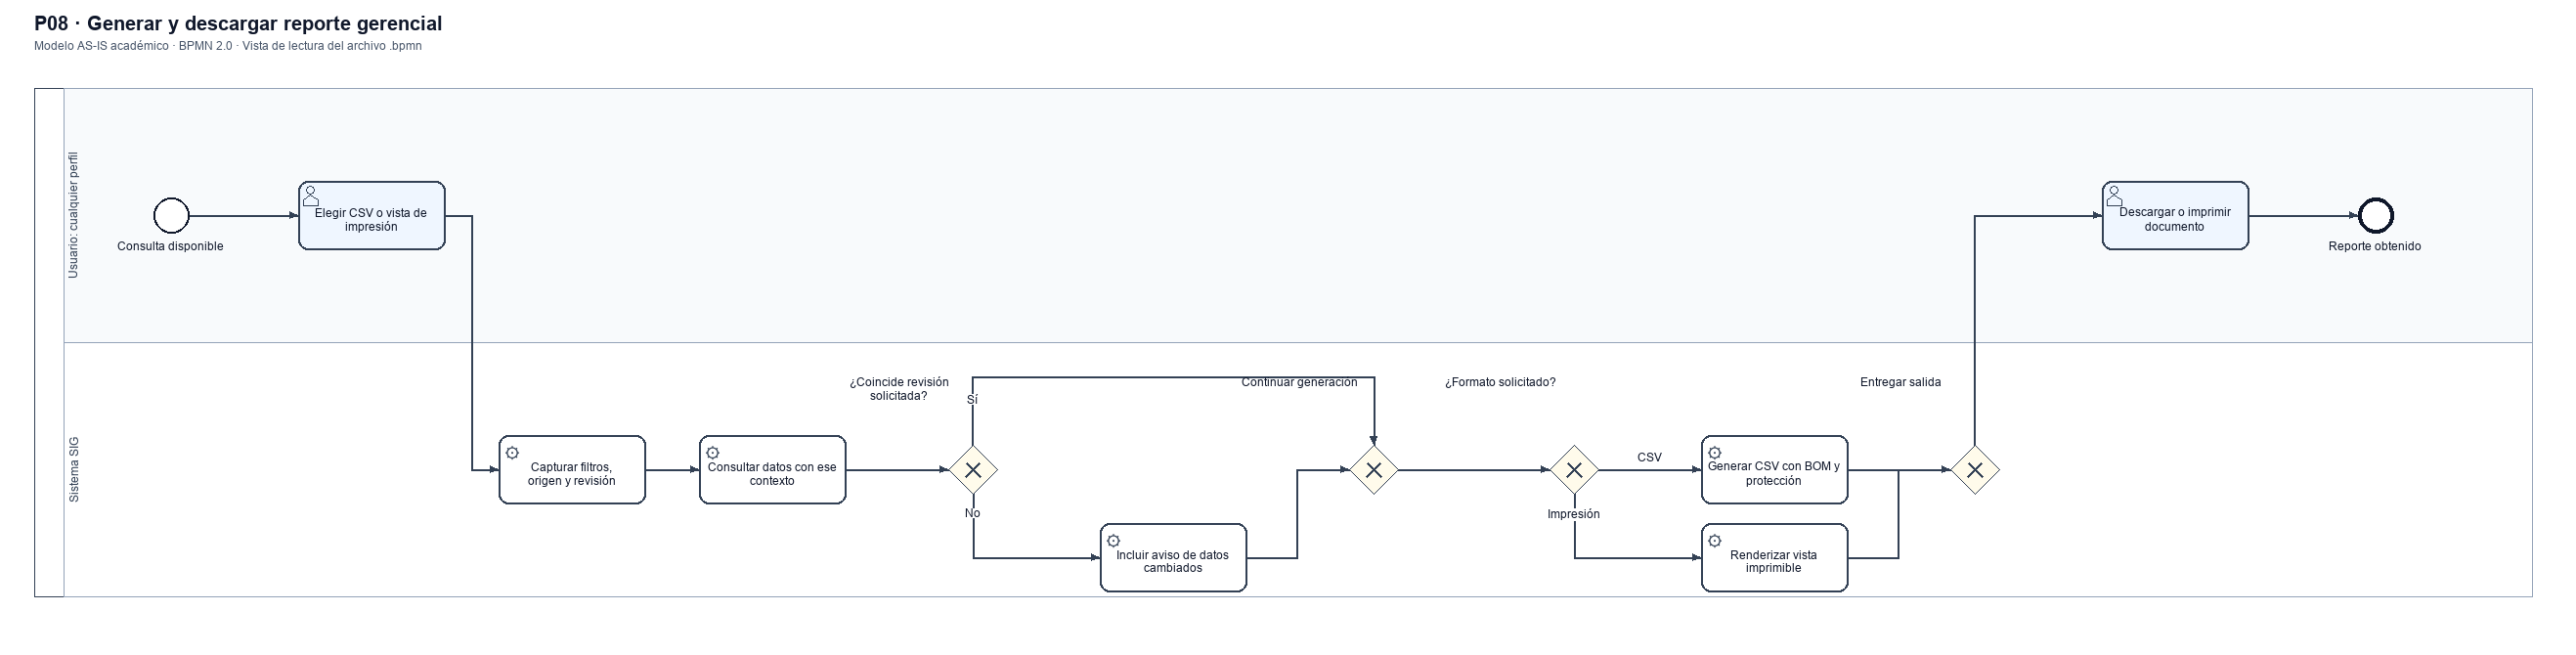 P08 · Generar y descargar reporte gerencial
Modelo AS-IS académico · BPMN 2.0 · Vista de lectura del archivo .bpmn
Usuario: cualquier perfil
Consulta disponible
Elegir CSV o vista de
impresión
Descargar o imprimir
documento
Reporte obtenido
Sistema SIG
Capturar filtros,
origen y revisión
Consultar datos con ese
contexto
¿Coincide revisión
solicitada?
Sí
No
Incluir aviso de datos
cambiados
Continuar generación
¿Formato solicitado?
CSV
Impresión
Generar CSV con BOM y
protección
Renderizar vista
imprimible
Entregar salida